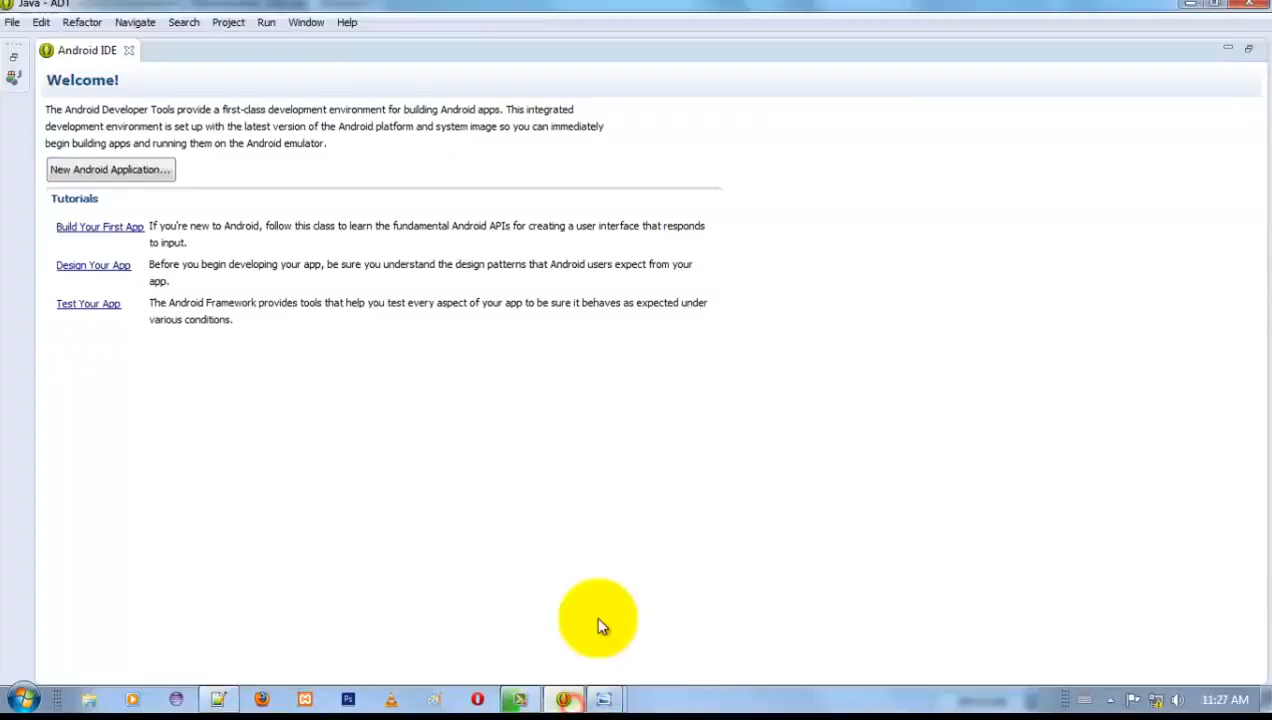 Java - ADT
File Edit Refactor Navigate Search Project Run Window Help
Android IDE
Welcome!
The Android Developer Tools provide a first-class development environment for building Android apps. This integrated
development environment is set up with the latest version of the Android platform and system image so you can immediately
begin building apps and running them on the Android emulator.
New Android Application...
Tutorials
Build Your First App If you're new to Android, follow this class to learn the fundamental Android APIs for creating a user interface that responds
to input.
Design Your App Before you begin developing your app, be sure you understand the design patterns that Android users expect from your
app.
Test Your App The Android Framework provides tools that help you test every aspect of your app to be sure it behaves as expected under
various conditions.
11:27 AM